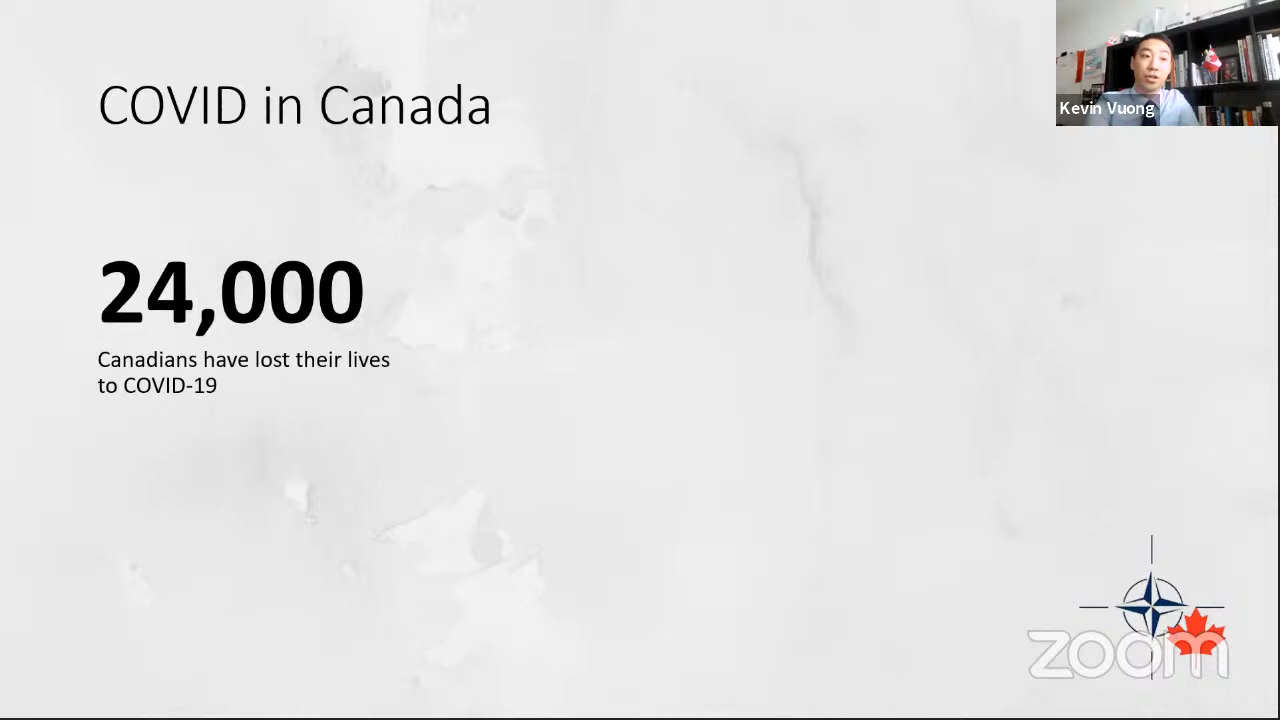 COVID in Canada
Kevin Vuong
24,000
Canadians have lost their lives
to COVID-19
zoom